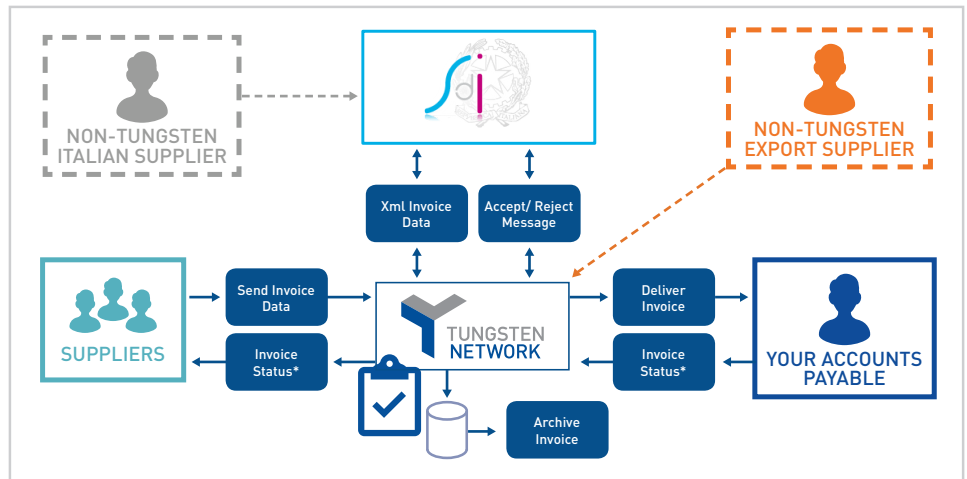 Sdi
NON-TUNGSTEN
ITALIAN SUPPLIER
NON-TUNGSTEN
EXPORT SUPPLIER
Xml Invoice
Data
Accept/ Reject
Message
SUPPLIERS
Send Invoice
Data
Invoice
Status*
TUNGSTEN
NETWORK
Deliver
Invoice
Invoice
Status*
YOUR ACCOUNTS
PAYABLE
Archive
Invoice